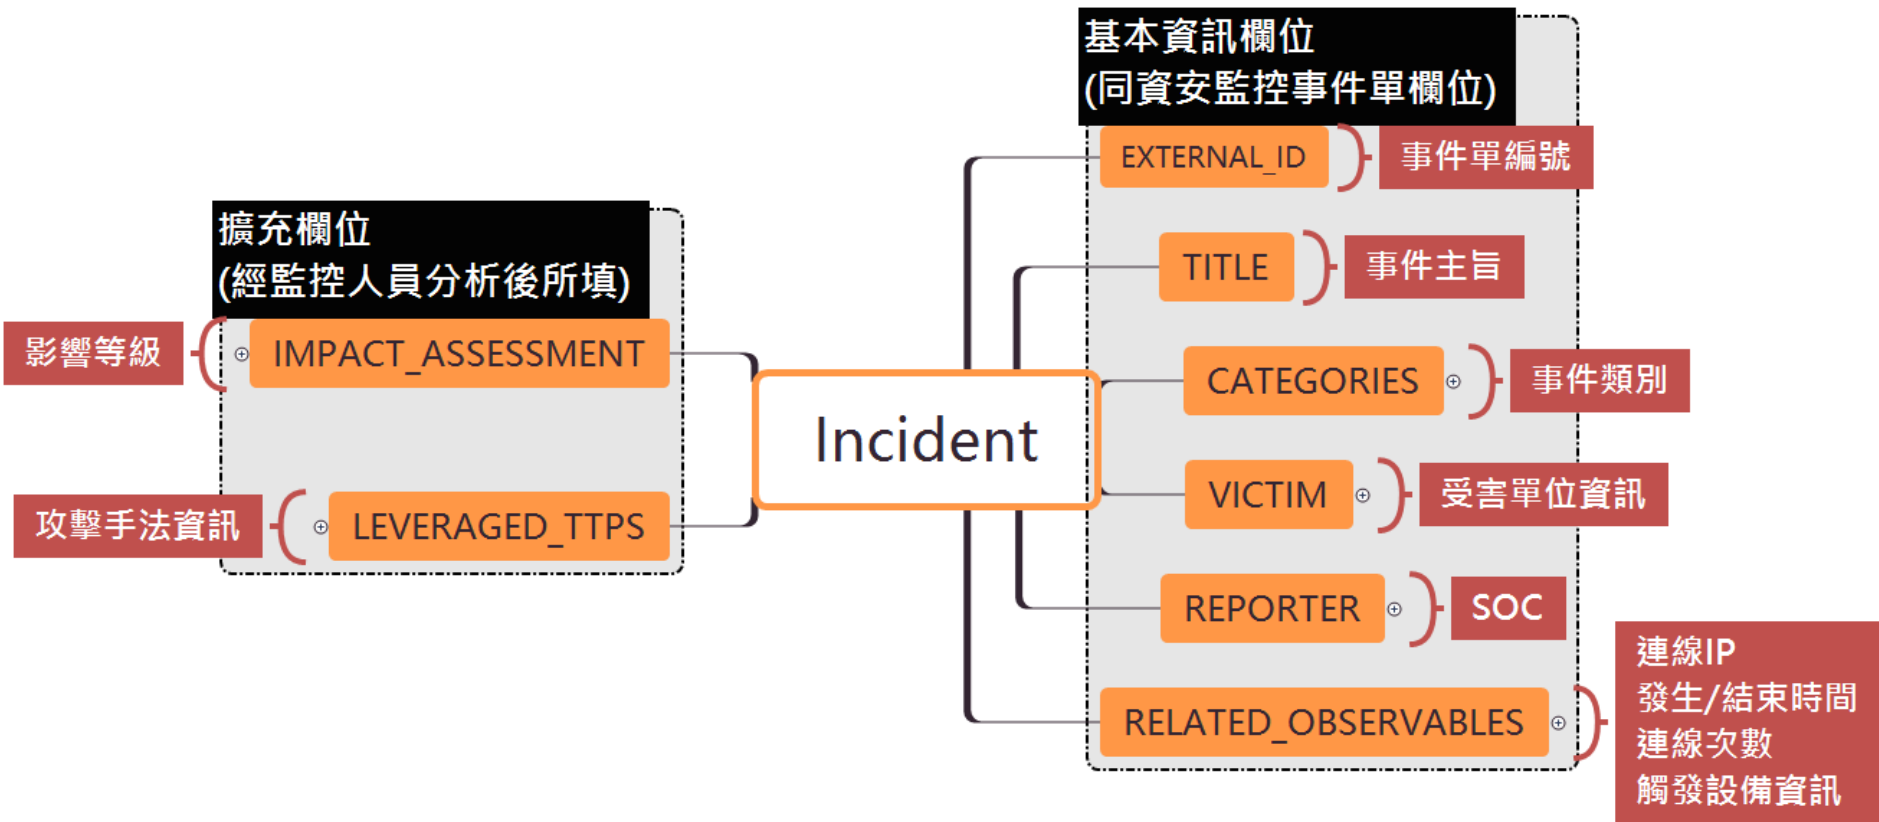 基本資訊欄位
(同資安監控事件單欄位)
EXTERNAL_ID
事件單編號
TITLE
事件主旨
CATEGORIES
事件類別
VICTIM
受害單位資訊
REPORTER
SOC
RELATED_OBSERVABLES
連線IP
發生/結束時間
連線次數
觸發設備資訊
Incident
擴充欄位
(經監控人員分析後所填)
影響等級
IMPACT_ASSESSMENT
攻擊手法資訊
LEVERAGED_TTPS